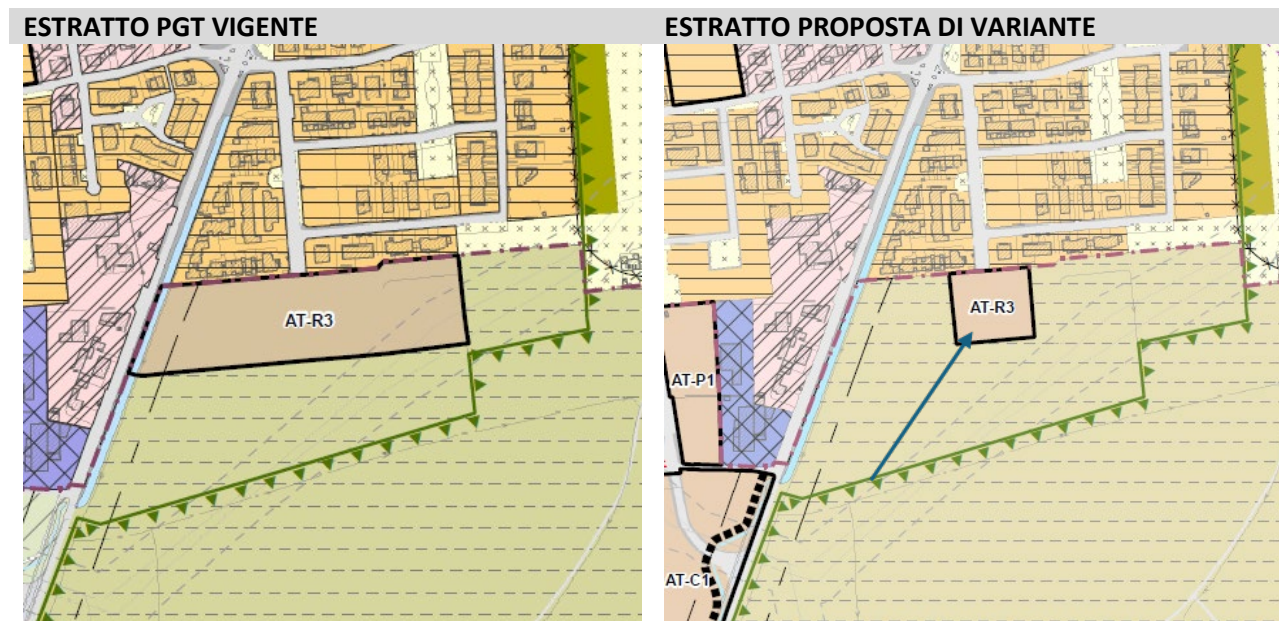 ESTRATTO PGT VIGENTE
ESTRATTO PROPOSTA DI VARIANTE
AT-R3
AT-R3
AT-P1
AT-C1